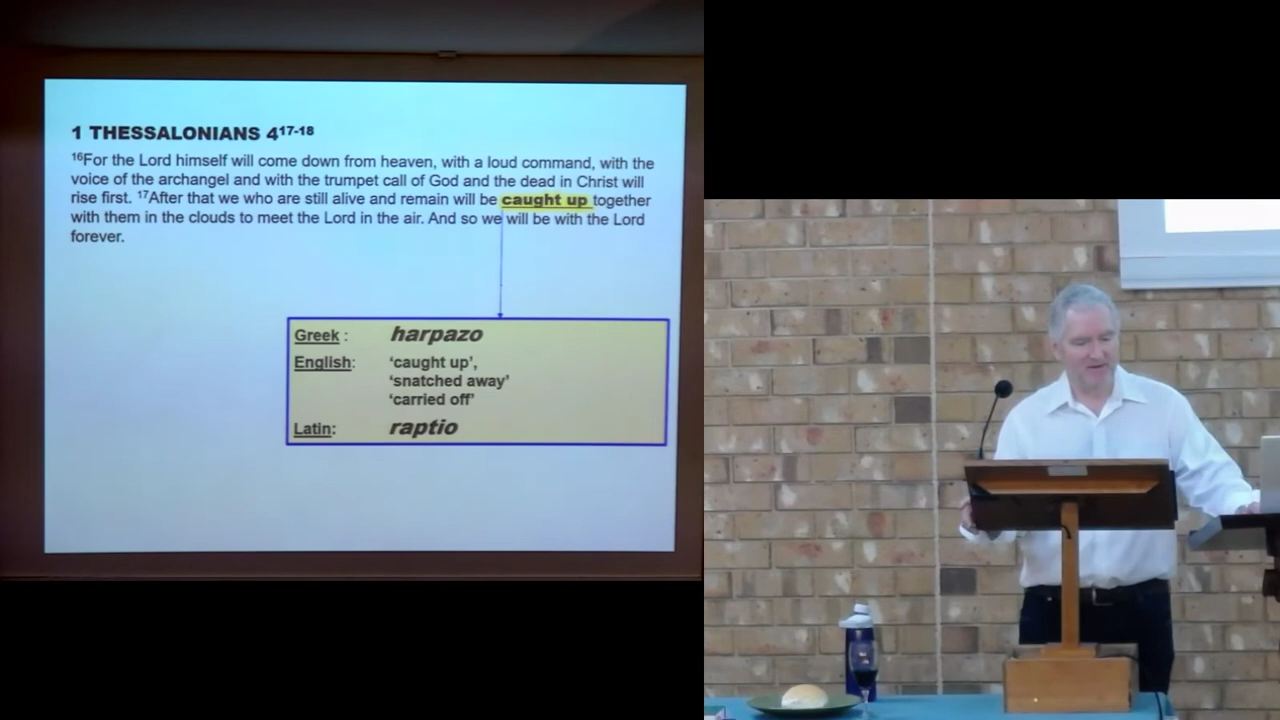 1 THESSALONIANS 4¹⁷⁻¹⁸
¹⁶For the Lord himself will come down from heaven, with a loud command, with the
voice of the archangel and with the trumpet call of God and the dead in Christ will
rise first. ¹⁷After that we who are still alive and remain will be caught up together
with them in the clouds to meet the Lord in the air. And so we will be with the Lord
forever.
Greek : harpazo
English: ‘caught up’,
‘snatched away’
‘carried off’
Latin: raptio